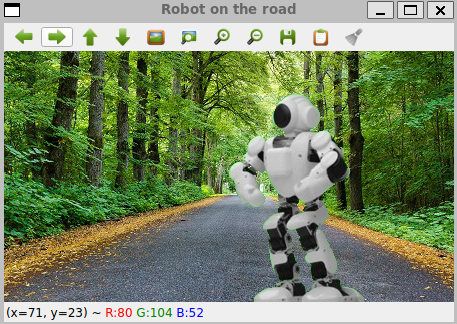 Robot on the road
(x=71, y=23) ~ R:80 G:104 B:52